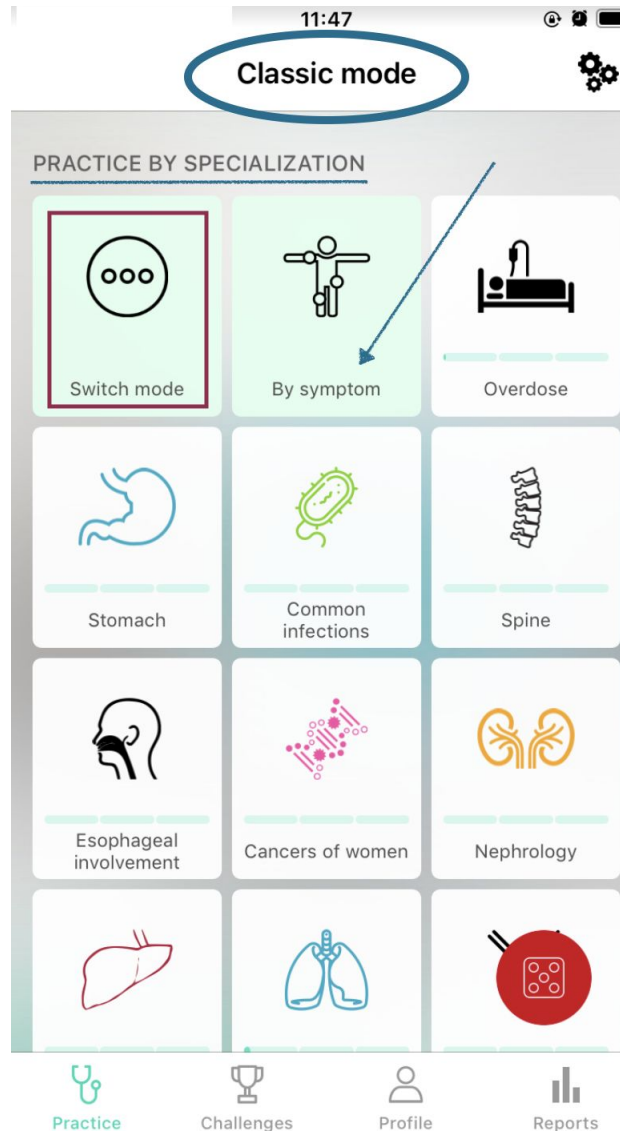 11:47
Classic mode
PRACTICE BY SPECIALIZATION
Switch mode
By symptom
Overdose
Stomach
Common
infections
Spine
Esophageal
involvement
Cancers of women
Nephrology
Practice
Challenges
Profile
Reports